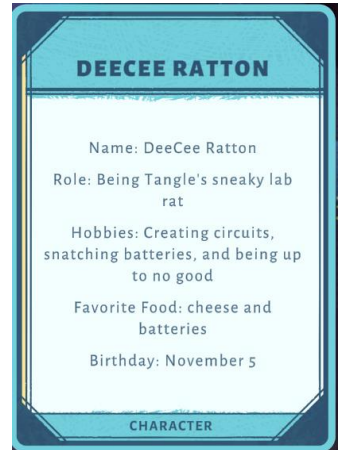 DEECEE RATTON
Name: DeeCee Ratton
Role: Being Tangle's sneaky lab
rat
Hobbies: Creating circuits,
snatching batteries, and being up
to no good
Favorite Food: cheese and
batteries
Birthday: November 5
CHARACTER